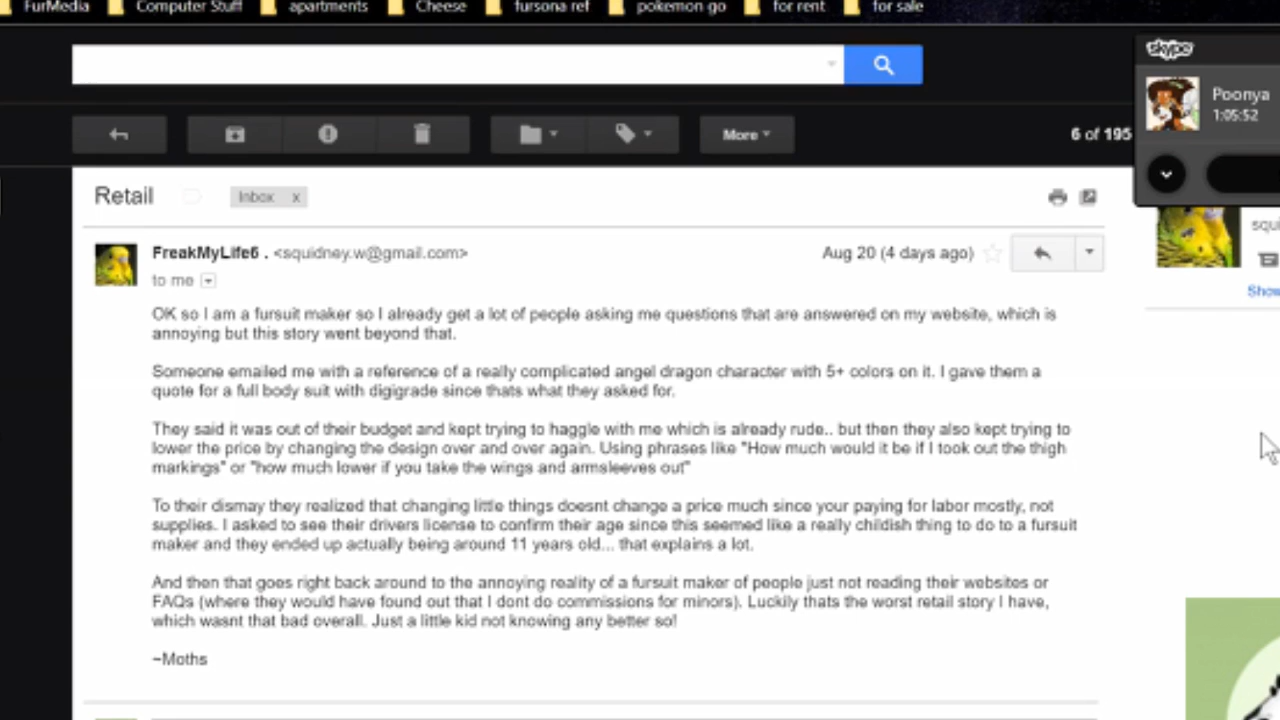 FurMedia Computer Stuff apartments Cheese fursona ref pokemon go for rent for sale
skype
Poonya
1:05:52
More
6 of 195
Retail
Inbox x
FreakMyLife6 . <squidney.w@gmail.com>
Aug 20 (4 days ago)
squi
to me
Show
OK so I am a fursuit maker so I already get a lot of people asking me questions that are answered on my website, which is
annoying but this story went beyond that.
Someone emailed me with a reference of a really complicated angel dragon character with 5+ colors on it. I gave them a
quote for a full body suit with digigrade since thats what they asked for.
They said it was out of their budget and kept trying to haggle with me which is already rude.. but then they also kept trying to
lower the price by changing the design over and over again. Using phrases like "How much would it be if I took out the thigh
markings" or "how much lower if you take the wings and armsleeves out"
To their dismay they realized that changing little things doesnt change a price much since your paying for labor mostly, not
supplies. I asked to see their drivers license to confirm their age since this seemed like a really childish thing to do to a fursuit
maker and they ended up actually being around 11 years old... that explains a lot.
And then that goes right back around to the annoying reality of a fursuit maker of people just not reading their websites or
FAQs (where they would have found out that I dont do commissions for minors). Luckily thats the worst retail story I have,
which wasnt that bad overall. Just a little kid not knowing any better so!
~Moths